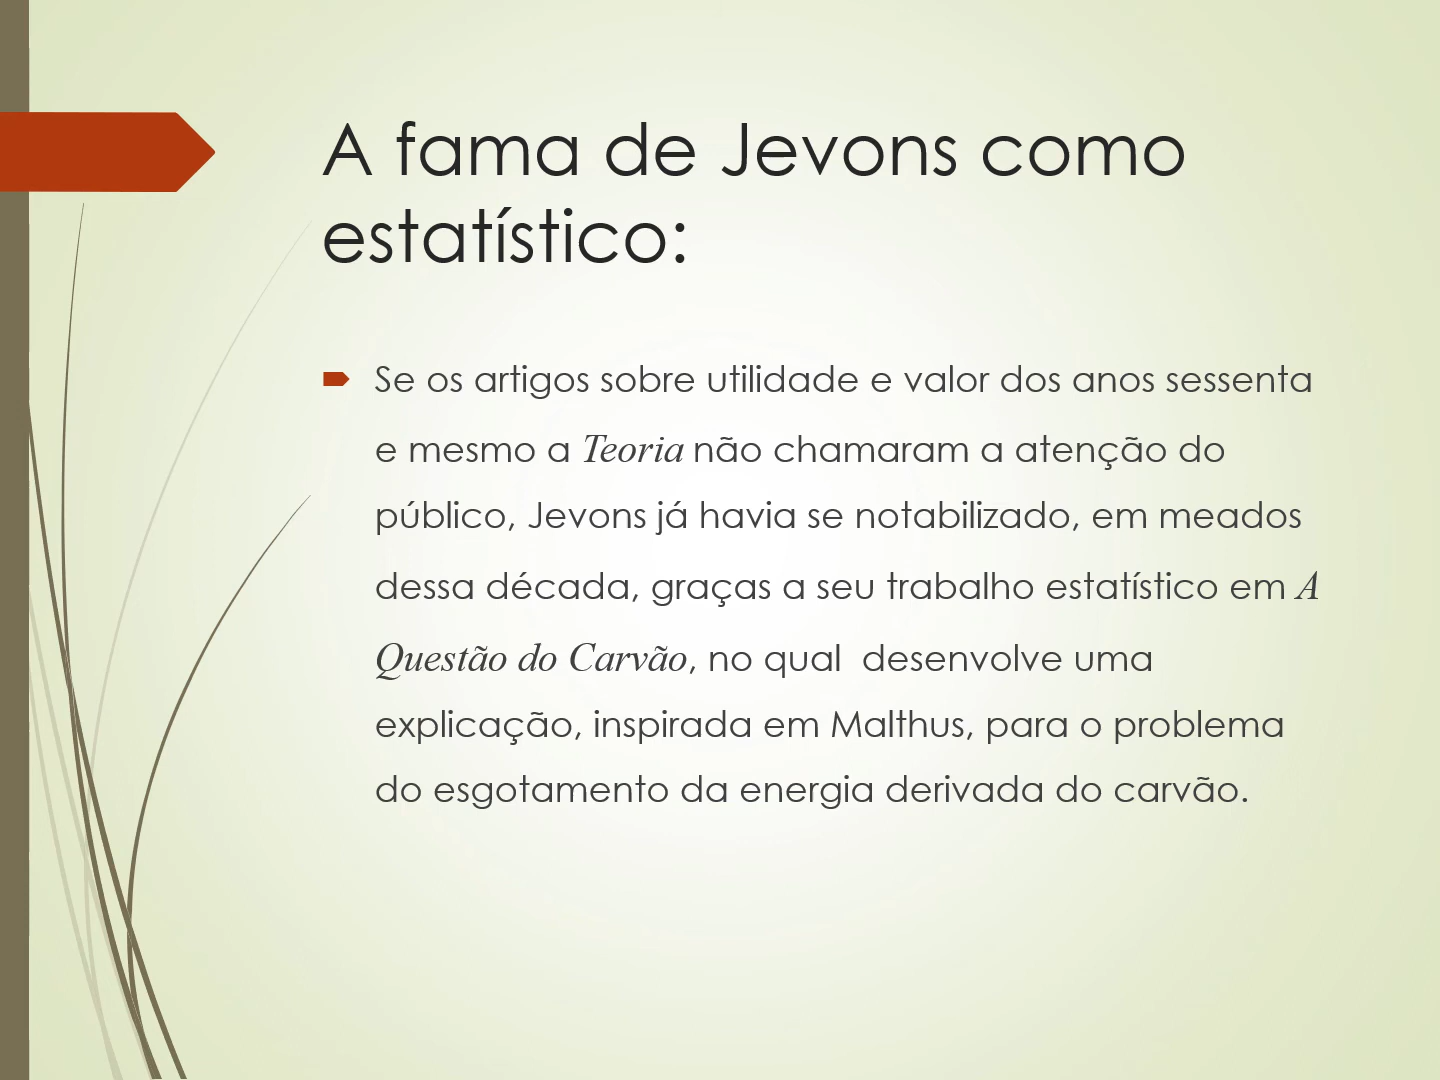 A fama de Jevons como
estatístico:
Se os artigos sobre utilidade e valor dos anos sessenta
e mesmo a Teoria não chamaram a atenção do
público, Jevons já havia se notabilizado, em meados
dessa década, graças a seu trabalho estatístico em A
Questão do Carvão, no qual  desenvolve uma
explicação, inspirada em Malthus, para o problema
do esgotamento da energia derivada do carvão.